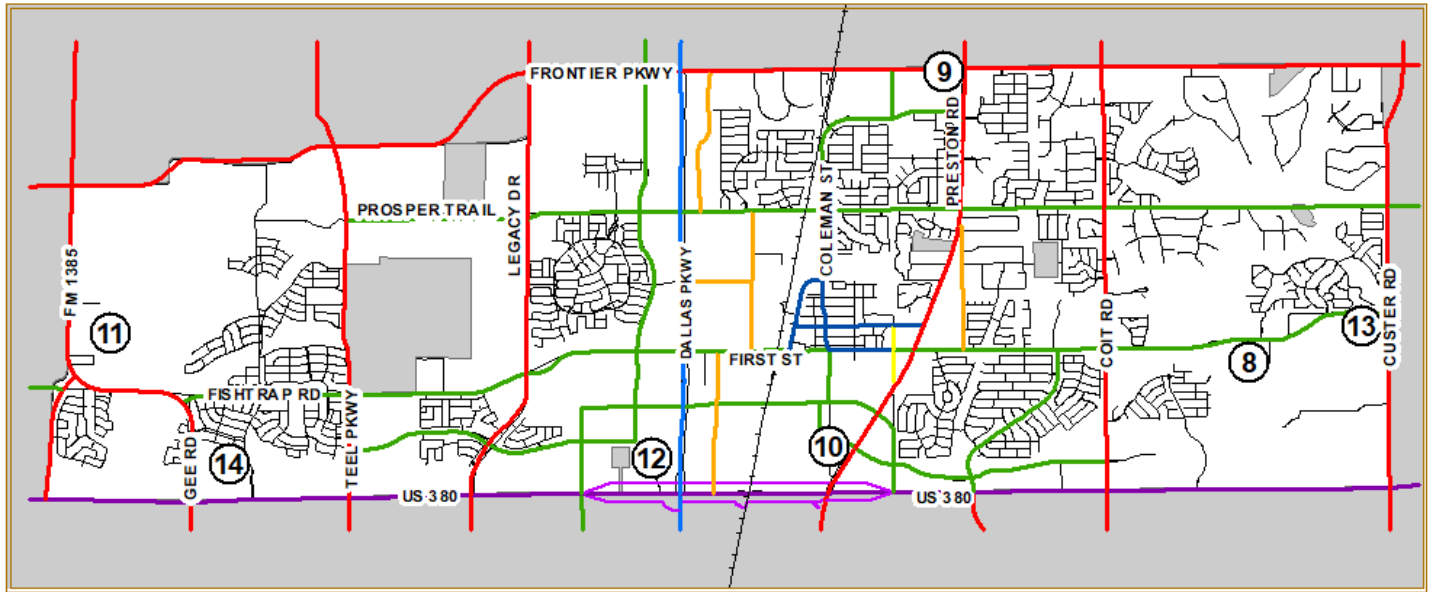 FRONTIER PKWY
9
PRESTON RD
COLEMAN ST
LEGACY DR
PROSPER TRAIL
FM 1385
DALLAS PKWY
COIT RD
CUSTER RD
11
13
8
FIRST ST
FISHTRAP RD
TEEL PKWY
GEE RD
14
12
10
US 380
US 380